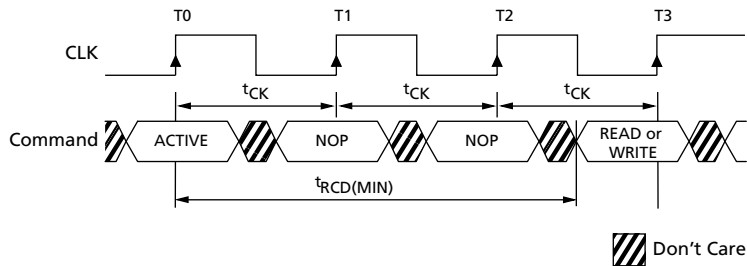 T0 T1 T2 T3
CLK
tCK tCK tCK
Command ACTIVE NOP NOP READ or
WRITE
tRCD(MIN)
Don't Care